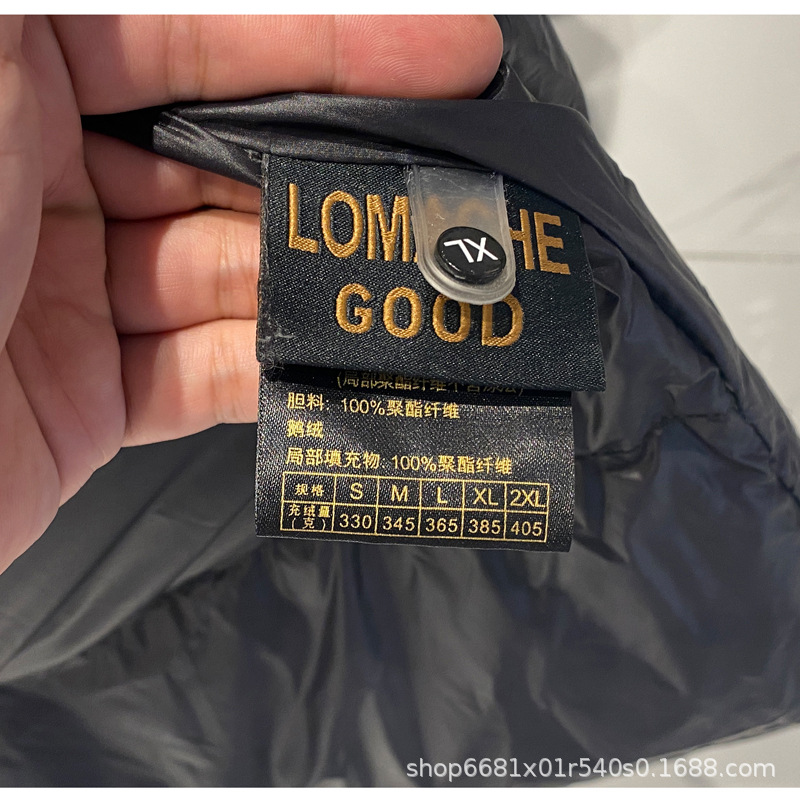 XL
GOOD
胆料: 100%聚酯纤维
鹅绒
局部填充物: 100%聚酯纤维
规格 S M L XL 2XL
充绒量(克) 330 345 365 385 405
shop6681x01r540s0.1688.com